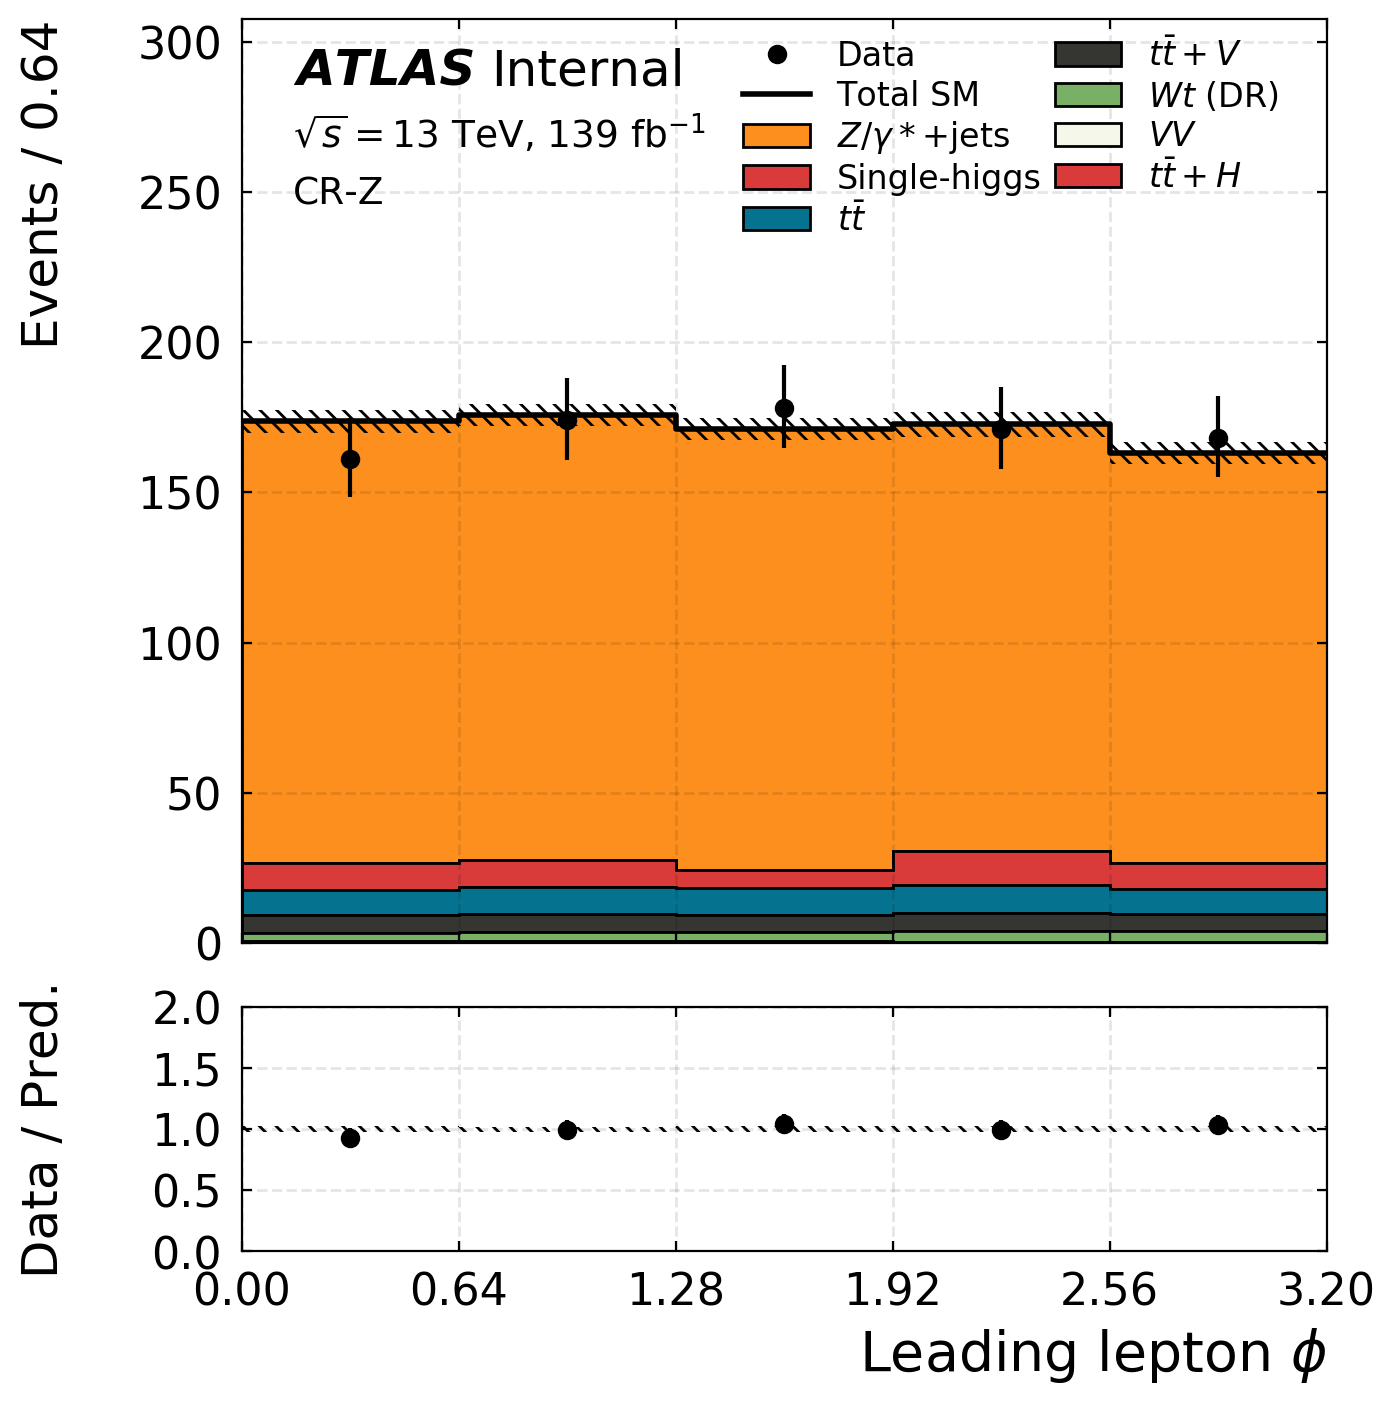 Events / 0.64
300
250
200
150
100
50
0
ATLAS Internal
√s = 13 TeV, 139 fb⁻¹
CR-Z
Data
Total SM
Z/γ * +jets
Single-higgs
tt̄
tt̄ + V
Wt (DR)
VV
tt̄ + H
Data / Pred.
2.0
1.5
1.0
0.5
0.0
0.00 0.64 1.28 1.92 2.56 3.20
Leading lepton ϕ